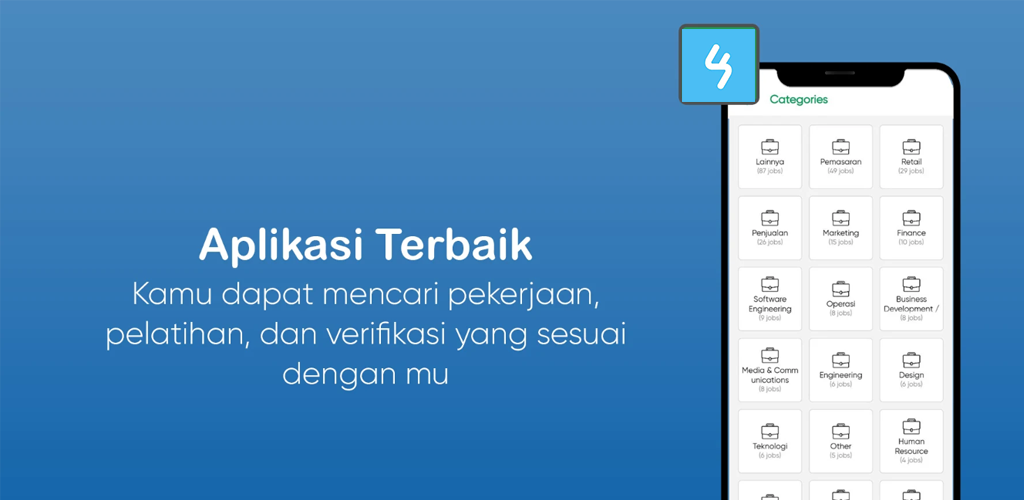 Categories
Lainnya
(87 jobs)
Pemasaran
(49 jobs)
Retail
(29 jobs)
Penjualan
(26 jobs)
Marketing
(15 jobs)
Finance
(10 jobs)
Software
Engineering
(9 jobs)
Operasi
(8 jobs)
Business
Development /
(8 jobs)
Media & Comm
unications
(8 jobs)
Engineering
(6 jobs)
Design
(6 jobs)
Teknologi
(6 jobs)
Other
(5 jobs)
Human
Resource
(4 jobs)
Aplikasi Terbaik
Kamu dapat mencari pekerjaan,
pelatihan, dan verifikasi yang sesuai
dengan mu